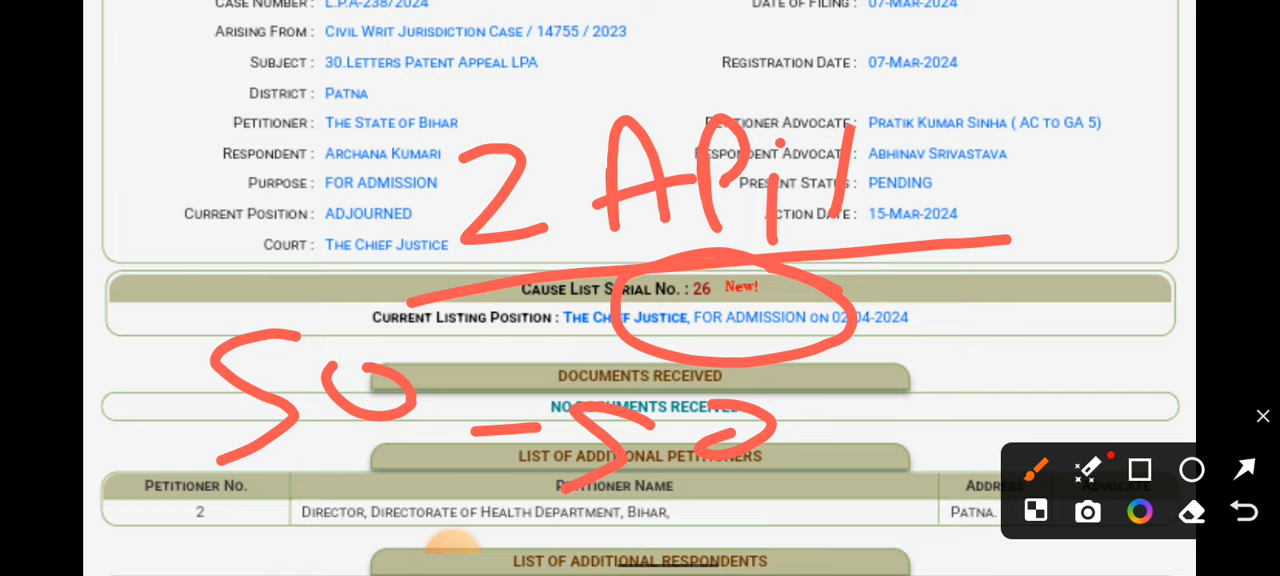 CASE NUMBER : L.P.A-238/2024 DATE OF FILING : 07-MAR-2024
ARISING FROM : CIVIL WRIT JURISDICTION CASE / 14755 / 2023
SUBJECT : 30.LETTERS PATENT APPEAL LPA REGISTRATION DATE : 07-MAR-2024
DISTRICT : PATNA
PETITIONER : THE STATE OF BIHAR PETITIONER ADVOCATE : PRATIK KUMAR SINHA ( AC TO GA 5)
RESPONDENT : ARCHANA KUMARI RESPONDENT ADVOCATE : ABHINAV SRIVASTAVA
PURPOSE : FOR ADMISSION PRESENT STATUS : PENDING
CURRENT POSITION : ADJOURNED ACTION DATE : 15-MAR-2024
COURT : THE CHIEF JUSTICE
2 APil
CAUSE LIST SERIAL NO. : 26 New!
CURRENT LISTING POSITION : THE CHIEF JUSTICE, FOR ADMISSION ON 02-04-2024
50 - 50
DOCUMENTS RECEIVED
NO DOCUMENTS RECEIVED
LIST OF ADDITIONAL PETITIONERS
PETITIONER NO. PETITIONER NAME ADDRESS ADVOCATE
2 DIRECTOR, DIRECTORATE OF HEALTH DEPARTMENT, BIHAR, PATNA.
LIST OF ADDITIONAL RESPONDENTS